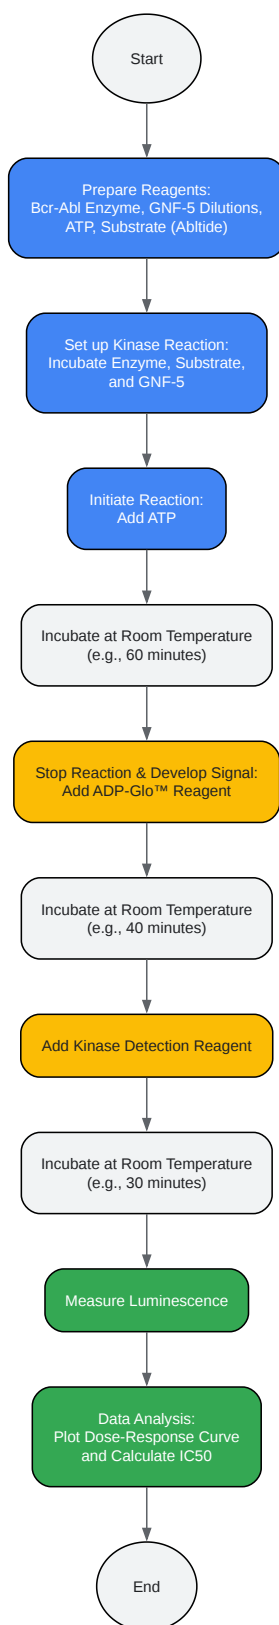 Start
Prepare Reagents:
Bcr-Abl Enzyme, GNF-5 Dilutions,
ATP, Substrate (Abltide)
Set up Kinase Reaction:
Incubate Enzyme, Substrate,
and GNF-5
Initiate Reaction:
Add ATP
Incubate at Room Temperature
(e.g., 60 minutes)
Stop Reaction & Develop Signal:
Add ADP-Glo™ Reagent
Incubate at Room Temperature
(e.g., 40 minutes)
Add Kinase Detection Reagent
Incubate at Room Temperature
(e.g., 30 minutes)
Measure Luminescence
Data Analysis:
Plot Dose-Response Curve
and Calculate IC50
End